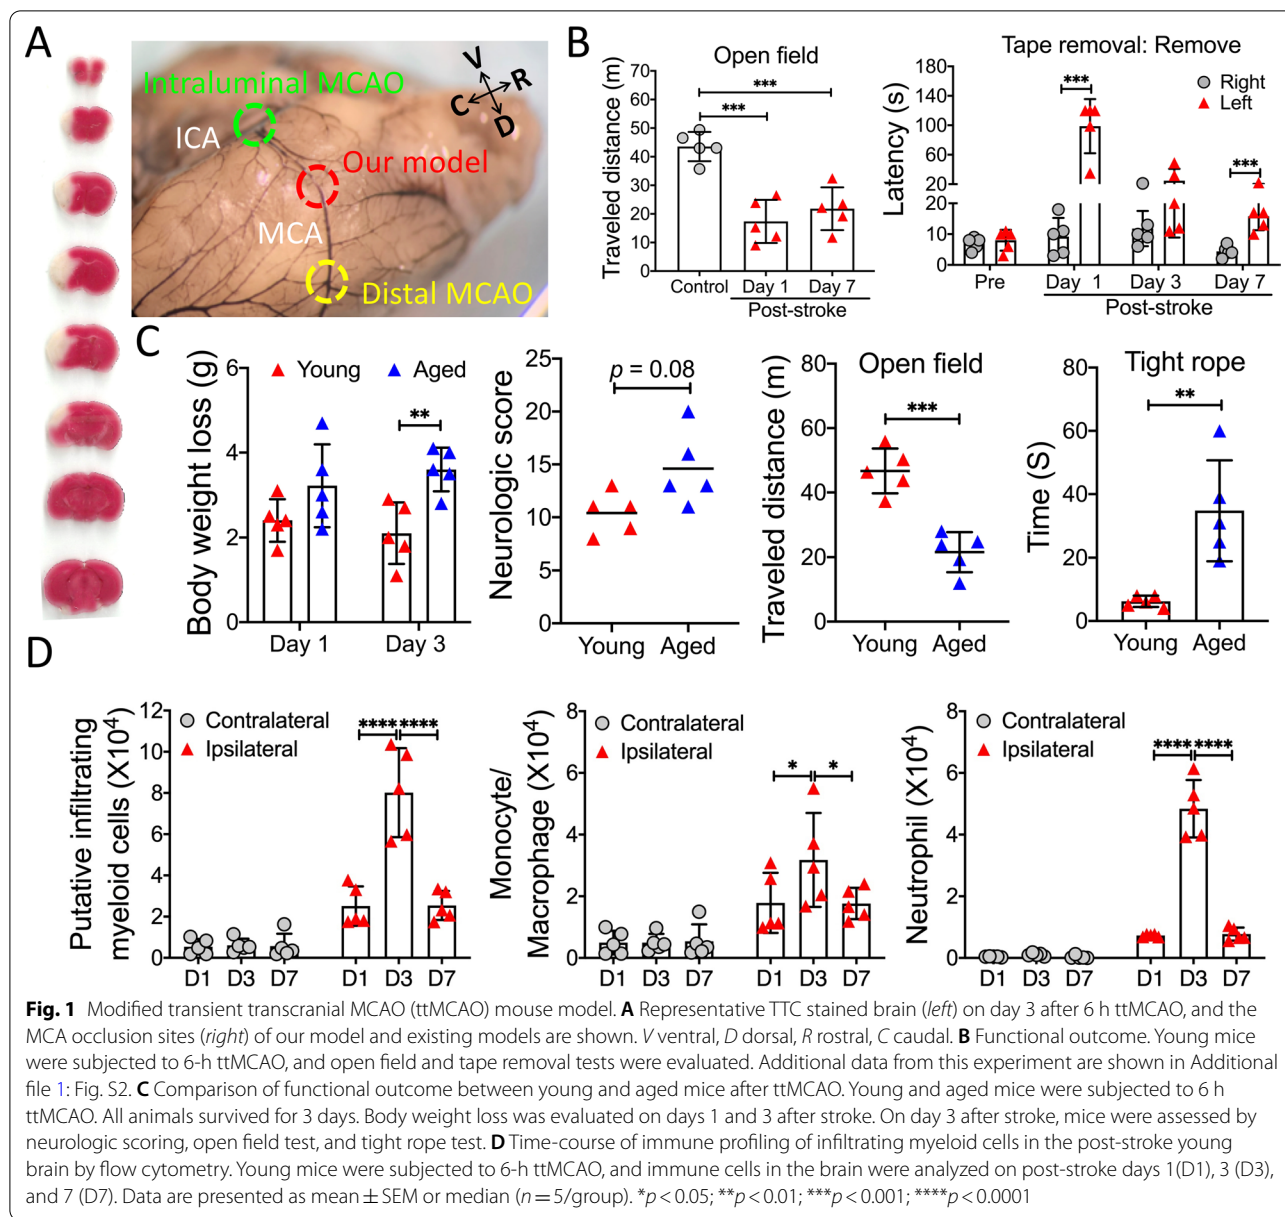 A
Intraluminal MCAO
ICA
Our model
MCA
Distal MCAO
V
R
C
D
B
Open field
Traveled distance (m)
70
60
50
40
30
20
10
0
***
***
Control
Day 1
Day 7
Post-stroke
Tape removal: Remove
Latency (s)
180
140
100
60
20
20
10
0
***
***
Right
Left
Pre
Day 1
Day 3
Day 7
Post-stroke
C
Body weight loss (g)
6
4
2
0
Young
Aged
**
Day 1
Day 3
Neurologic score
25
20
15
10
5
0
p = 0.08
Young
Aged
Open field
Traveled distance (m)
80
60
40
20
0
***
Young
Aged
Tight rope
Time (S)
80
60
40
20
0
**
Young
Aged
D
Putative infiltrating
myeloid cells (X10⁴)
12
10
8
6
4
2
0
Contralateral
Ipsilateral
**** ****
D1 D3 D7 D1 D3 D7
Monocyte/
Macrophage (X10⁴)
8
6
4
2
0
Contralateral
Ipsilateral
* *
D1 D3 D7 D1 D3 D7
Neutrophil (X10⁴)
8
6
4
2
0
Contralateral
Ipsilateral
**** ****
D1 D3 D7 D1 D3 D7
Fig. 1 Modified transient transcranial MCAO (ttMCAO) mouse model. A Representative TTC stained brain (left) on day 3 after 6 h ttMCAO, and the
MCA occlusion sites (right) of our model and existing models are shown. V ventral, D dorsal, R rostral, C caudal. B Functional outcome. Young mice
were subjected to 6-h ttMCAO, and open field and tape removal tests were evaluated. Additional data from this experiment are shown in Additional
file 1: Fig. S2. C Comparison of functional outcome between young and aged mice after ttMCAO. Young and aged mice were subjected to 6 h
ttMCAO. All animals survived for 3 days. Body weight loss was evaluated on days 1 and 3 after stroke. On day 3 after stroke, mice were assessed by
neurologic scoring, open field test, and tight rope test. D Time-course of immune profiling of infiltrating myeloid cells in the post-stroke young
brain by flow cytometry. Young mice were subjected to 6-h ttMCAO, and immune cells in the brain were analyzed on post-stroke days 1(D1), 3 (D3),
and 7 (D7). Data are presented as mean ± SEM or median (n = 5/group). *p < 0.05; **p < 0.01; ***p < 0.001; ****p < 0.0001